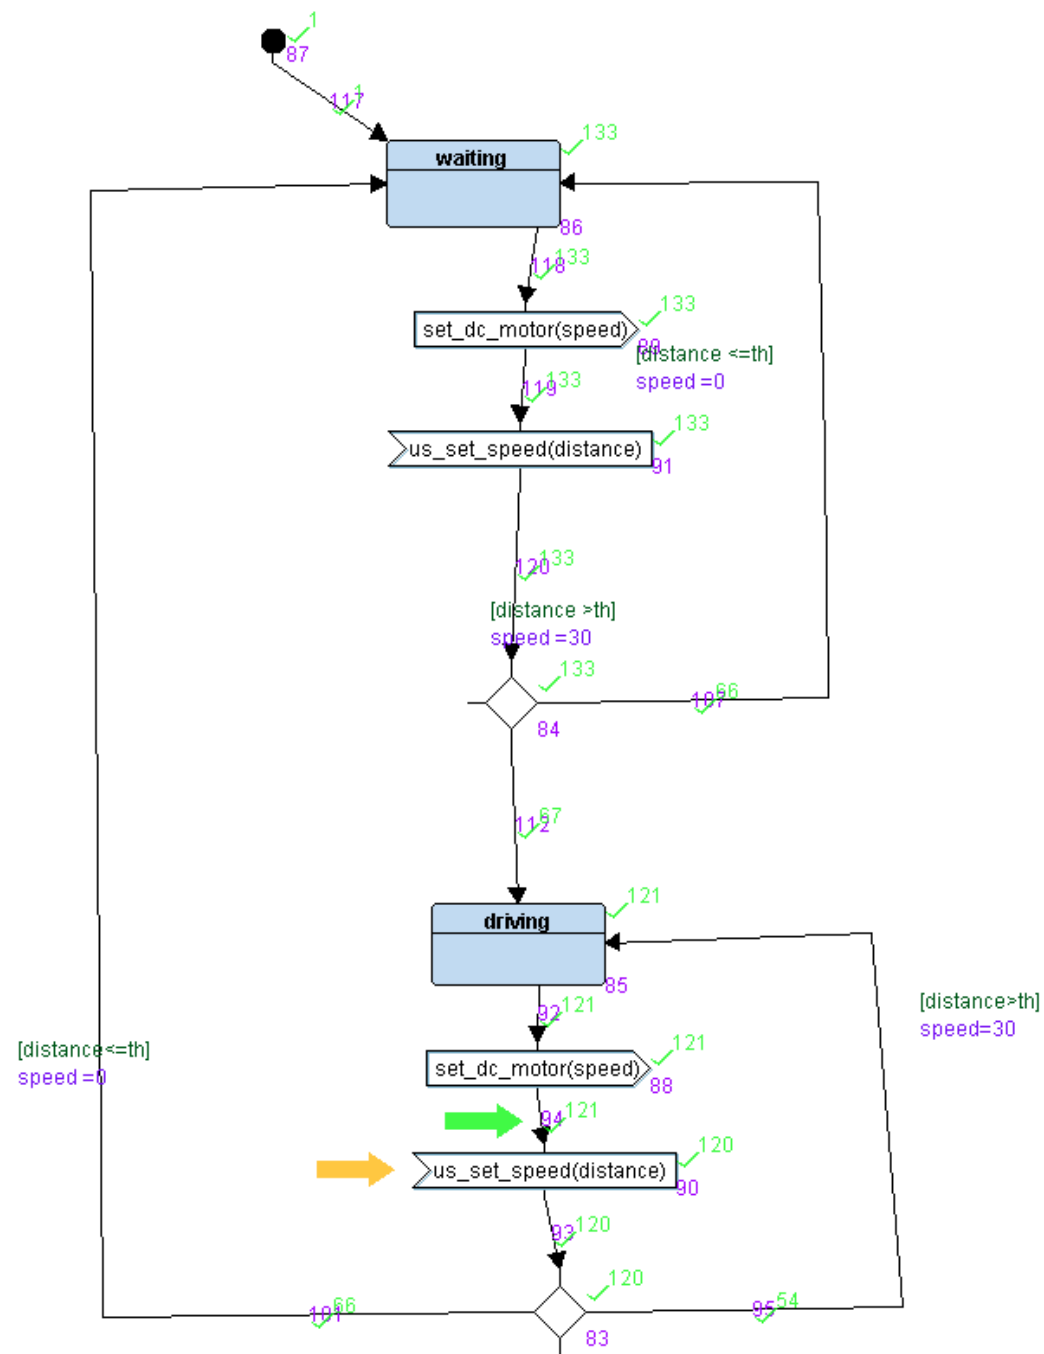 1
87
117
1
133
waiting
86
118
133
133
set_dc_motor(speed)
89
[distance <=th]
speed =0
119
133
133
us_set_speed(distance)
91
120
133
[distance >th]
speed =30
133
84
107
66
112
67
121
driving
85
[distance>th]
speed=30
92
121
121
[distance<=th]
speed =0
set_dc_motor(speed)
88
94
121
120
us_set_speed(distance)
90
93
120
120
101
66
95
54
83